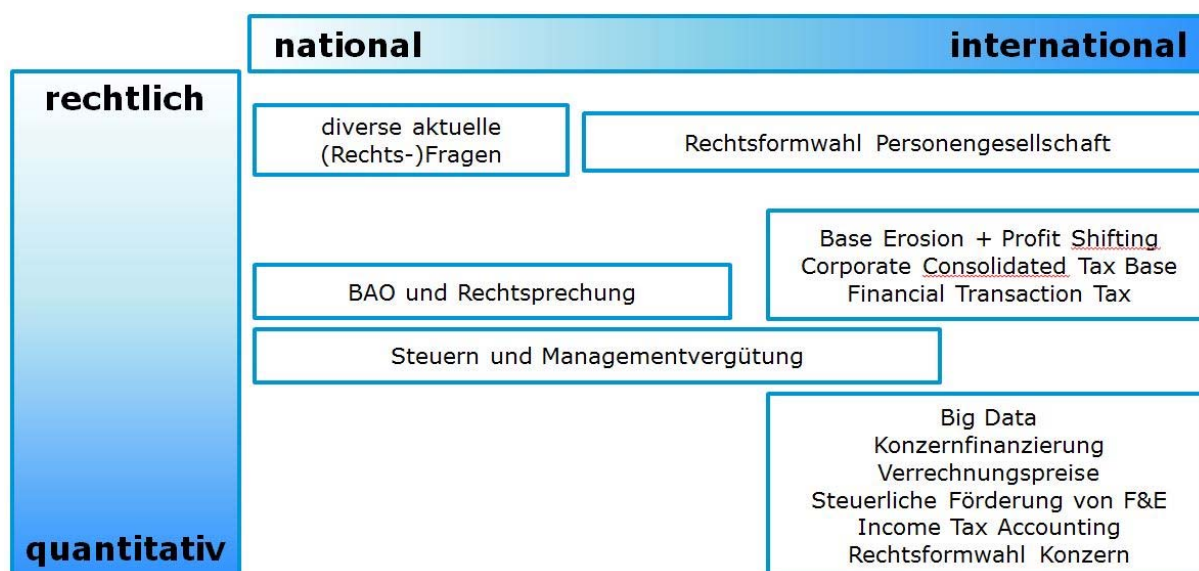 national
international
rechtlich
diverse aktuelle
(Rechts-)Fragen
Rechtsformwahl Personengesellschaft
Base Erosion + Profit Shifting
Corporate Consolidated Tax Base
Financial Transaction Tax
BAO und Rechtsprechung
Steuern und Managementvergütung
Big Data
Konzernfinanzierung
Verrechnungspreise
Steuerliche Förderung von F&E
Income Tax Accounting
Rechtsformwahl Konzern
quantitativ